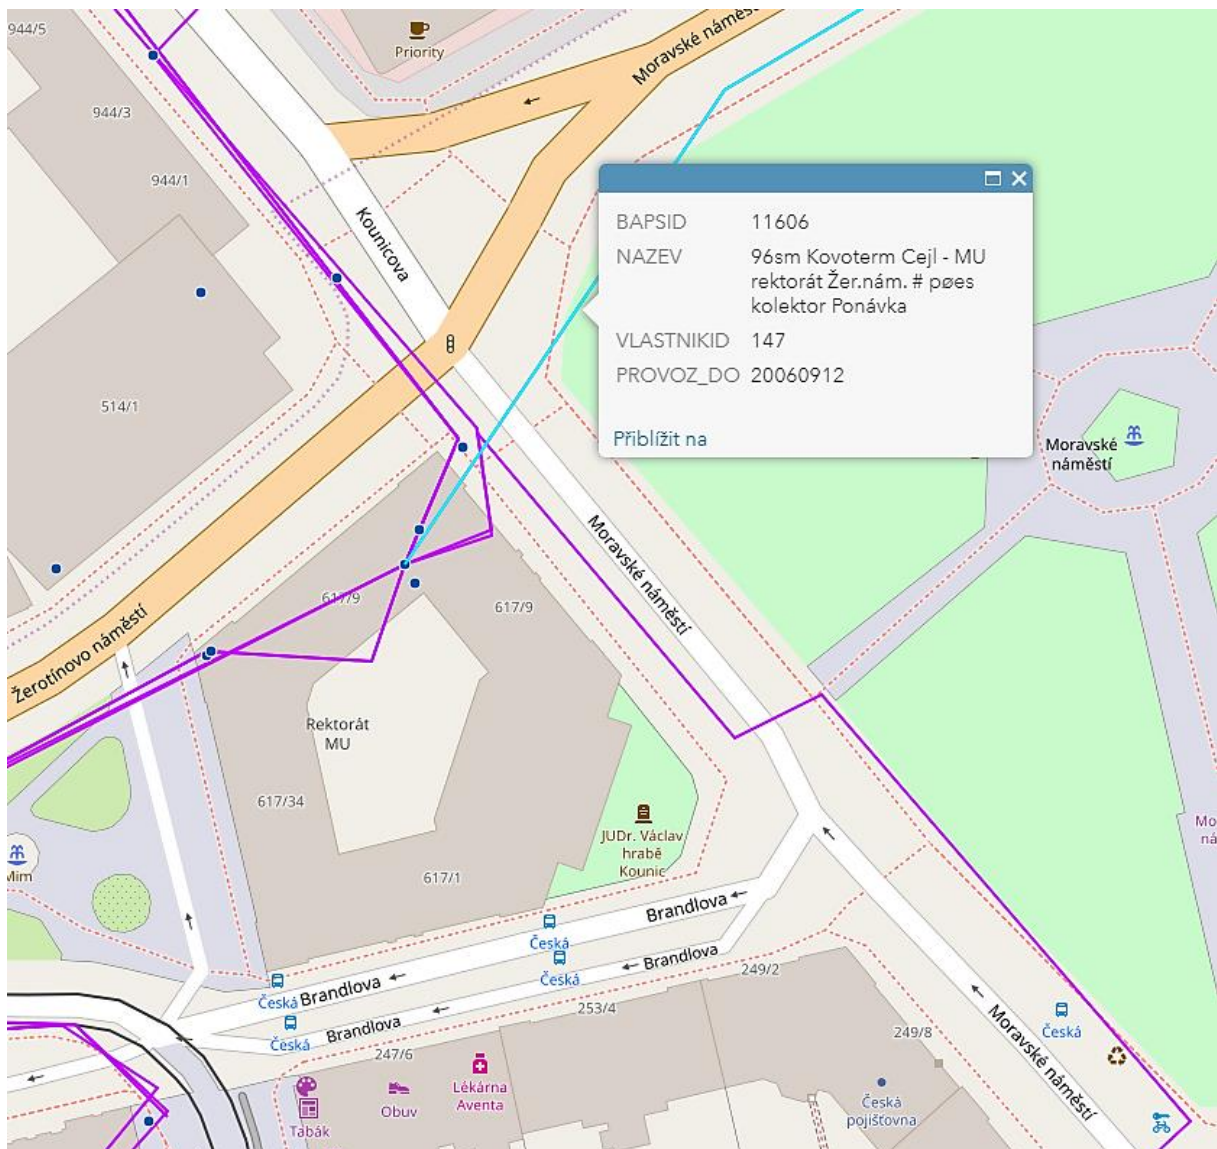 944/5
Priority
Moravské náměs
944/3
944/1
Kounicova
BAPSID 11606
NAZEV 96sm Kovoterm Cejl - MU
rektorát Žer.nám. # pøes
kolektor Ponávka
VLASTNIKID 147
PROVOZ_DO 20060912
Přiblížit na
514/1
Moravské
náměstí
Moravské náměstí
617/9
617/9
Žerotínovo náměstí
Rektorát
MU
617/34
JUDr. Václav
hrabě
Kounic
Mo
ná
Mim
617/1
Brandlova
Česká
Brandlova
Česká
249/2
Česká
Brandlova
253/4
Česká
Brandlova
247/6
249/8
Česká
Moravské náměstí
Lékárna
Aventa
Obuv
Tabák
Česká
pojišťovna